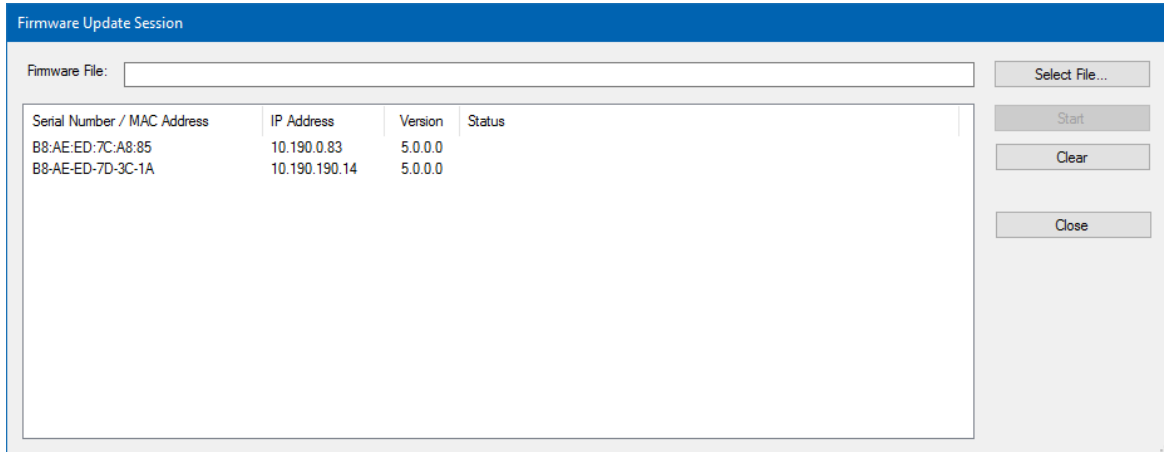 Firmware Update Session
Firmware File:
Select File...
Serial Number / MAC Address IP Address Version Status
Start
B8:AE:ED:7C:A8:85 10.190.0.83 5.0.0.0
Clear
B8-AE-ED-7D-3C-1A 10.190.190.14 5.0.0.0
Close